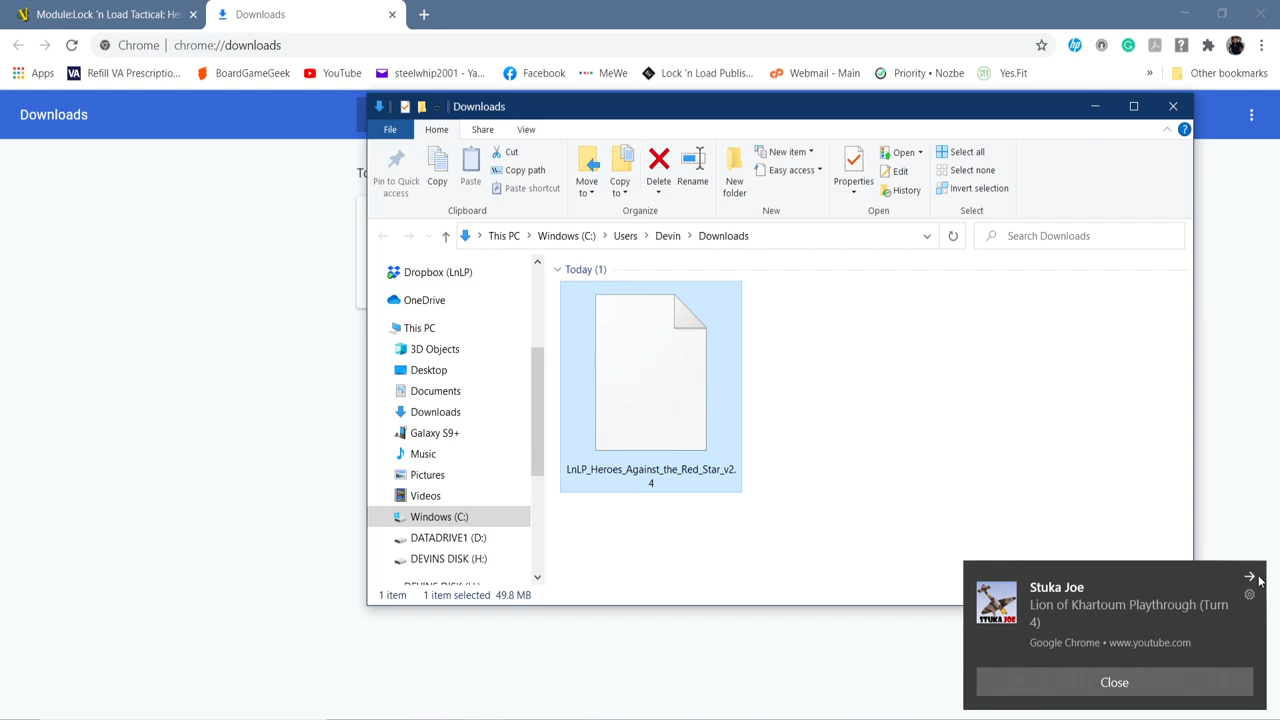 Module:Lock 'n Load Tactical: He
Downloads
Chrome | chrome://downloads
Apps
Refill VA Prescriptio...
BoardGameGeek
YouTube
steelwhip2001 - Ya...
Facebook
MeWe
Lock 'n Load Publis...
Webmail - Main
Priority • Nozbe
Yes.Fit
»
Other bookmarks
Downloads
Downloads
File
Home
Share
View
Pin to Quick access
Copy
Paste
Cut
Copy path
Paste shortcut
Clipboard
Move to
Copy to
Delete
Rename
Organize
New folder
New item
Easy access
New
Properties
Open
Edit
History
Open
Select all
Select none
Invert selection
Select
This PC > Windows (C:) > Users > Devin > Downloads
Search Downloads
Dropbox (LnLP)
OneDrive
This PC
3D Objects
Desktop
Documents
Downloads
Galaxy S9+
Music
Pictures
Videos
Windows (C:)
DATADRIVE1 (D:)
DEVINS DISK (H:)
Today (1)
LnLP_Heroes_Against_the_Red_Star_v2.
4
1 item
1 item selected 49.8 MB
Stuka Joe
Lion of Khartoum Playthrough (Turn
4)
Google Chrome • www.youtube.com
Close
STUKA JOE